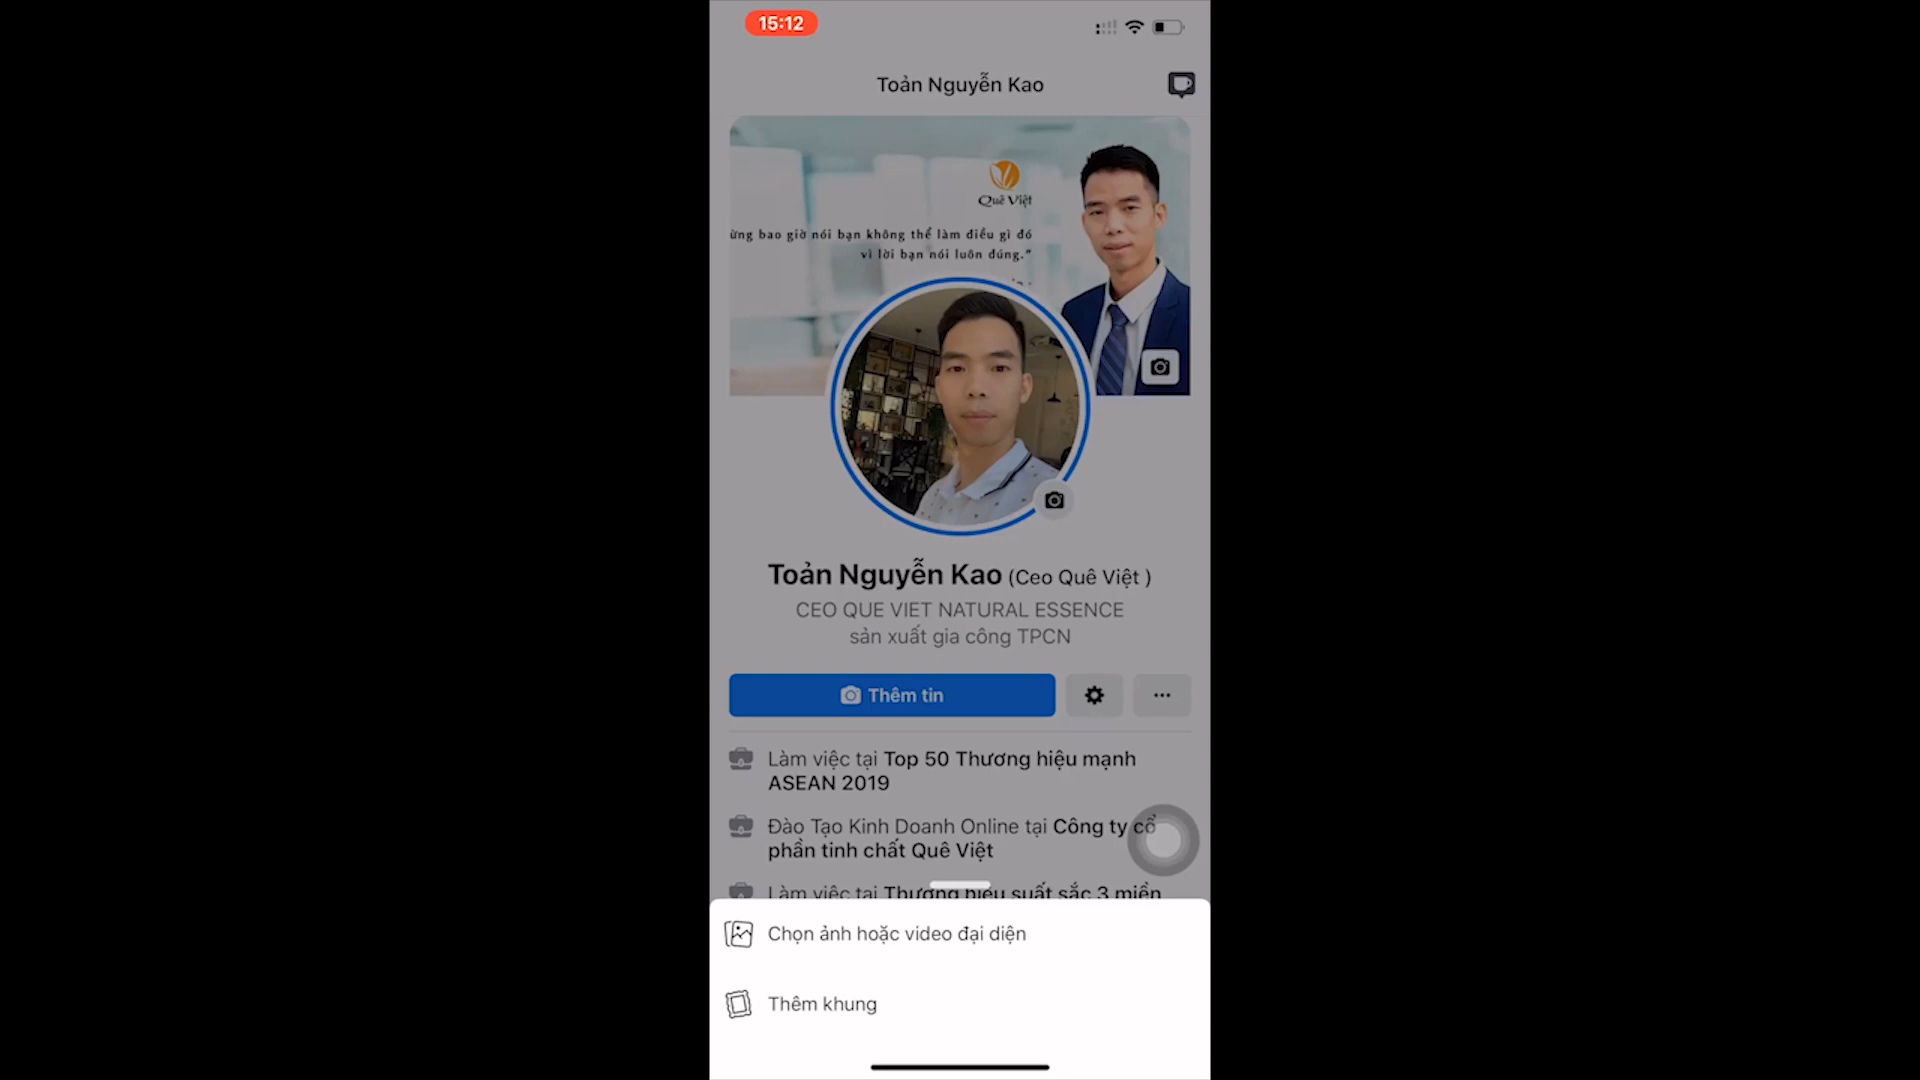 15:12
Toản Nguyễn Kao
Quê Việt
ừng bao giờ nói bạn không thể làm điều gì đó
vì lời bạn nói luôn đúng."
Toản Nguyễn Kao (Ceo Quê Việt )
CEO QUE VIET NATURAL ESSENCE
sản xuất gia công TPCN
Thêm tin
Làm việc tại Top 50 Thương hiệu mạnh
ASEAN 2019
Đào Tạo Kinh Doanh Online tại Công ty cổ
phần tinh chất Quê Việt
Làm việc tại Thương hiệu suất sắc 3 miền
Chọn ảnh hoặc video đại diện
Thêm khung